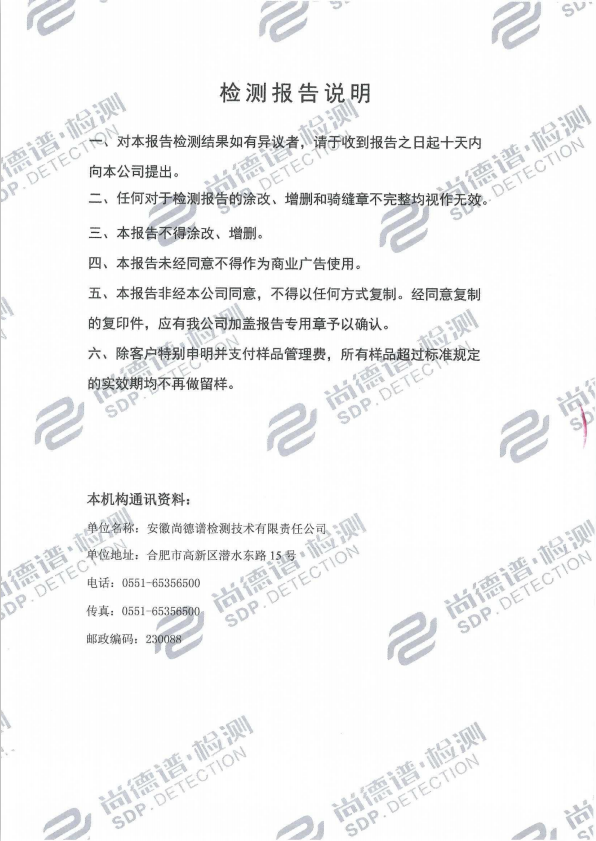 检测报告说明
一、对本报告检测结果如有异议者，请于收到报告之日起十天内
向本公司提出。
二、任何对于检测报告的涂改、增删和骑缝章不完整均视作无效。
三、本报告不得涂改、增删。
四、本报告未经同意不得作为商业广告使用。
五、本报告非经本公司同意，不得以任何方式复制。经同意复制
的复印件，应有我公司加盖报告专用章予以确认。
六、除客户特别申明并支付样品管理费，所有样品超过标准规定
的实效期均不再做留样。
本机构通讯资料：
单位名称：安徽尚德谱检测技术有限责任公司
单位地址：合肥市高新区潜水东路 15 号
电话：0551-65356500
传真：0551-65356500
邮政编码：230088
尚德谱·检测
SDP. DETECTION